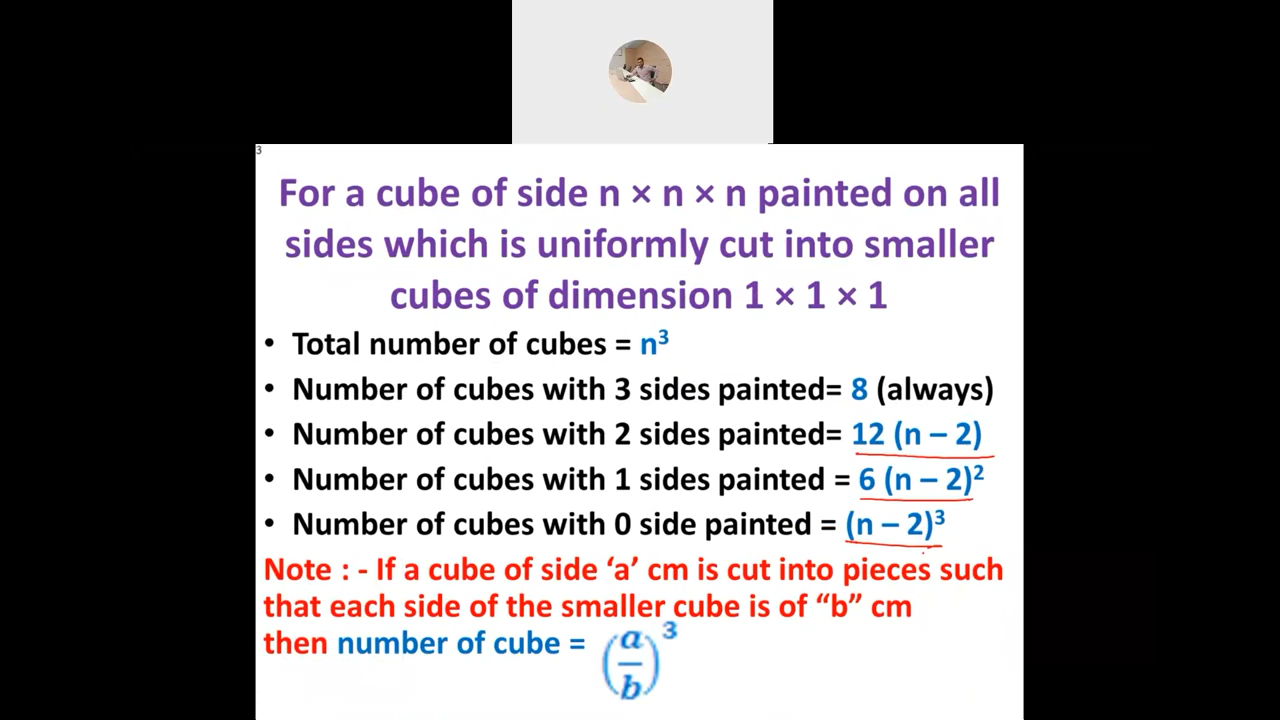 3
For a cube of side n × n × n painted on all
sides which is uniformly cut into smaller
cubes of dimension 1 × 1 × 1
• Total number of cubes = n³
• Number of cubes with 3 sides painted= 8 (always)
• Number of cubes with 2 sides painted= 12 (n – 2)
• Number of cubes with 1 sides painted = 6 (n – 2)²
• Number of cubes with 0 side painted = (n – 2)³
Note : - If a cube of side ‘a’ cm is cut into pieces such
that each side of the smaller cube is of “b” cm
then number of cube = (a/b)³